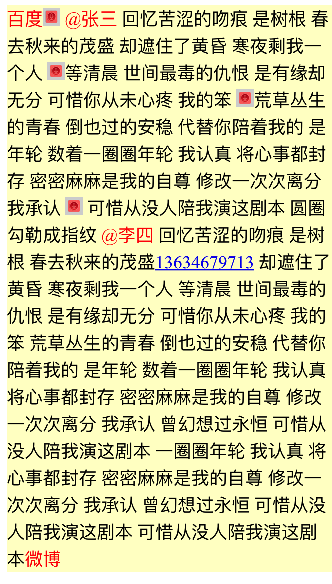 百度 @张三 回忆苦涩的吻痕 是树根 春
去秋来的茂盛 却遮住了黄昏 寒夜剩我一
个人 等清晨 世间最毒的仇恨 是有缘却
无分 可惜你从未心疼 我的笨 荒草丛生
的青春 倒也过的安稳 代替你陪着我的 是
年轮 数着一圈圈年轮 我认真 将心事都封
存 密密麻麻是我的自尊 修改一次次离分
我承认 可惜从没人陪我演这剧本 圆圈
勾勒成指纹 @李四 回忆苦涩的吻痕 是树
根 春去秋来的茂盛13634679713 却遮住了
黄昏 寒夜剩我一个人 等清晨 世间最毒的
仇恨 是有缘却无分 可惜你从未心疼 我的
笨 荒草丛生的青春 倒也过的安稳 代替你
陪着我的 是年轮 数着一圈圈年轮 我认真
将心事都封存 密密麻麻是我的自尊 修改
一次次离分 我承认 曾幻想过永恒 可惜从
没人陪我演这剧本 一圈圈年轮 我认真 将
心事都封存 密密麻麻是我的自尊 修改一
次次离分 我承认 曾幻想过永恒 可惜从没
人陪我演这剧本 可惜从没人陪我演这剧
本微博